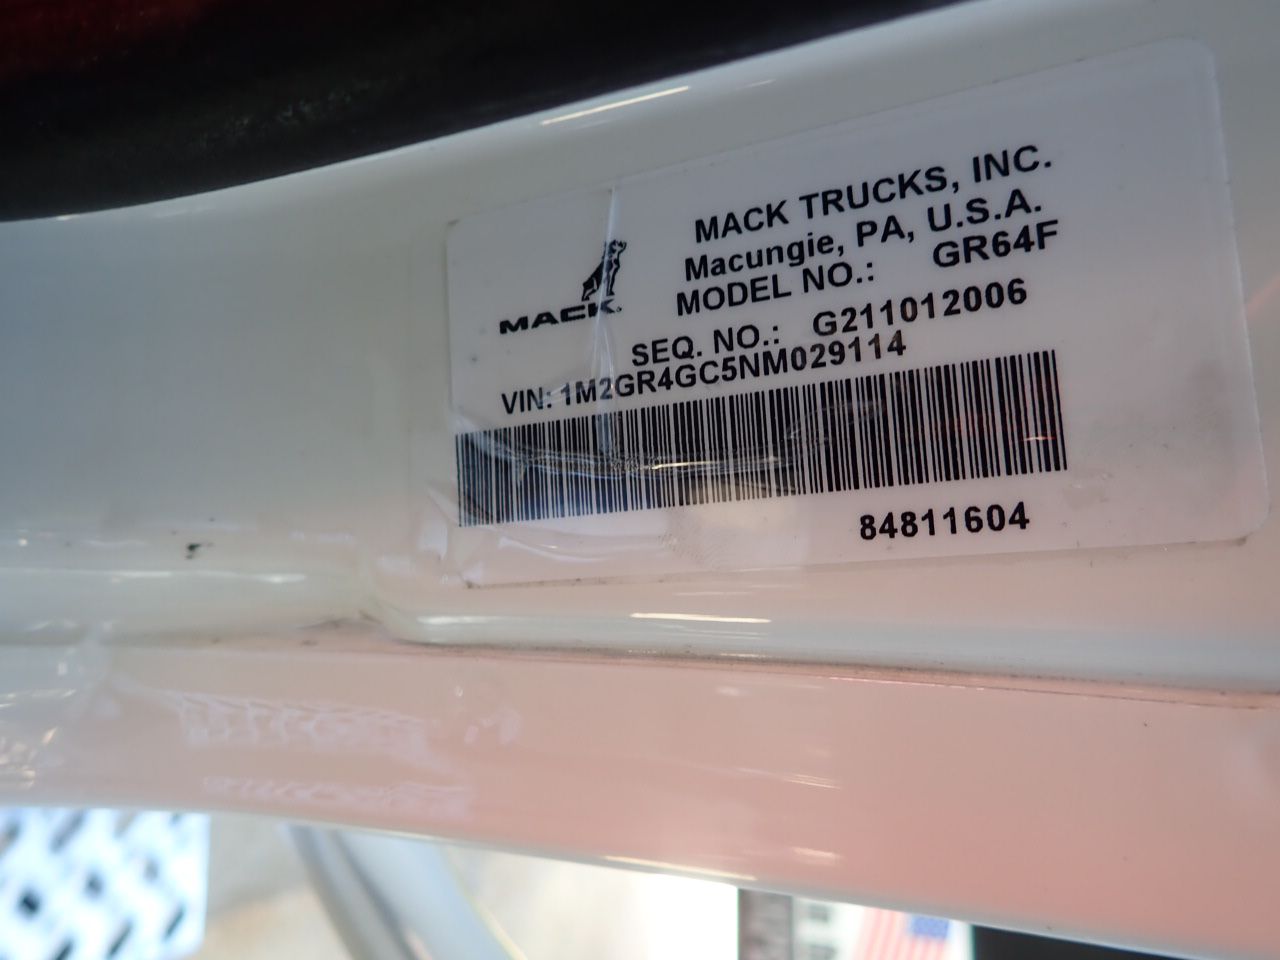 MACK TRUCKS, INC.
Macungie, PA, U.S.A.
MODEL NO.: GR64F
MACK
SEQ. NO.: G211012006
VIN: 1M2GR4GC5NM029114
84811604